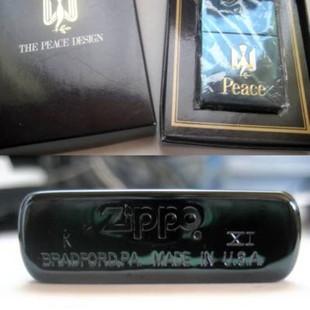 THE PEACE DESIGN
Peace
Zippo
K XI
BRADFORD,PA. MADE IN U.S.A.